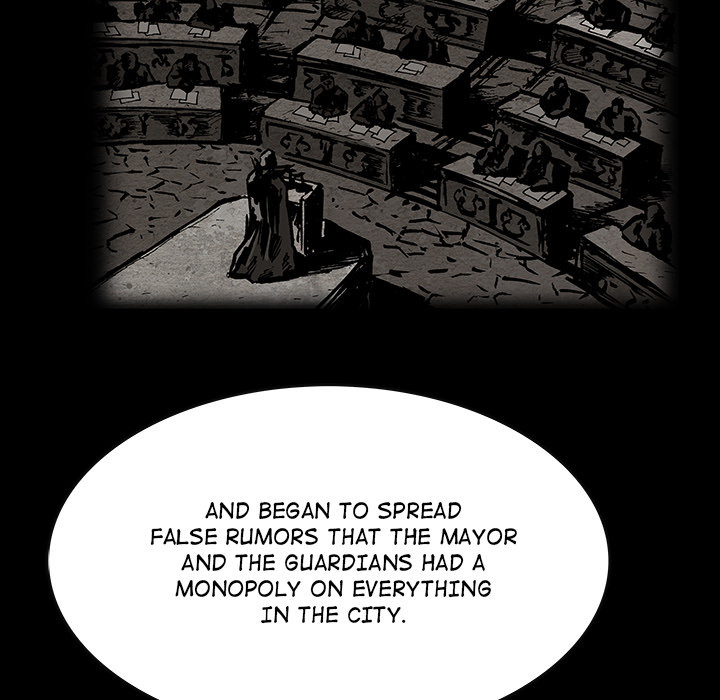 AND BEGAN TO SPREAD
FALSE RUMORS THAT THE MAYOR
AND THE GUARDIANS HAD A
MONOPOLY ON EVERYTHING
IN THE CITY.